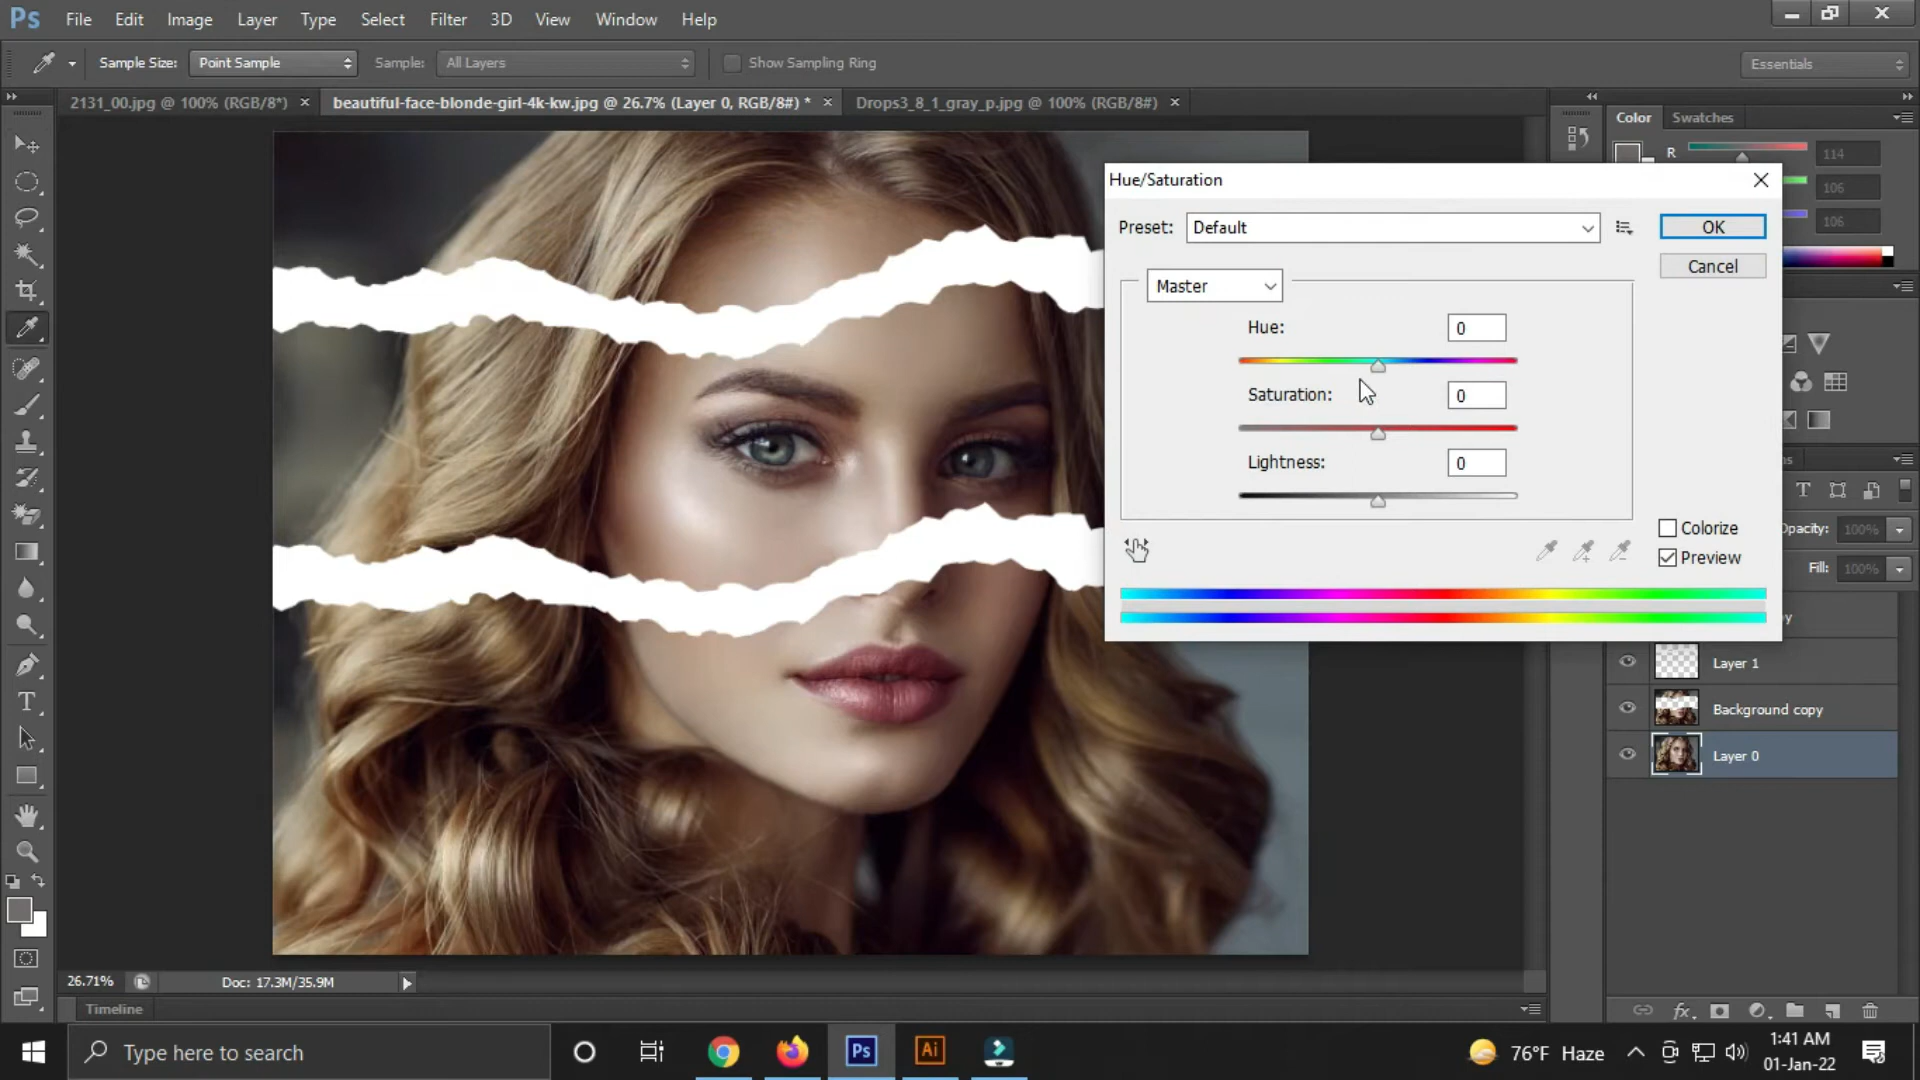 Ps File Edit Image Layer Type Select Filter 3D View Window Help
Sample Size: Point Sample Sample: All Layers Show Sampling Ring Essentials
2131_00.jpg @ 100% (RGB/8*) × beautiful-face-blonde-girl-4k-kw.jpg @ 26.7% (Layer 0, RGB/8#) * × Drops3_8_1_gray_p.jpg @ 100% (RGB/8#) ×
Color Swatches
R 114
106
106
Hue/Saturation
Preset: Default OK
Cancel
Master
Hue: 0
Saturation: 0
Lightness: 0
Colorize
Preview
Opacity: 100%
Fill: 100%
Layer 1
Background copy
Layer 0
26.71% Doc: 17.3M/35.9M
Timeline
Type here to search
Ps Ai
76°F Haze
1:41 AM
01-Jan-22